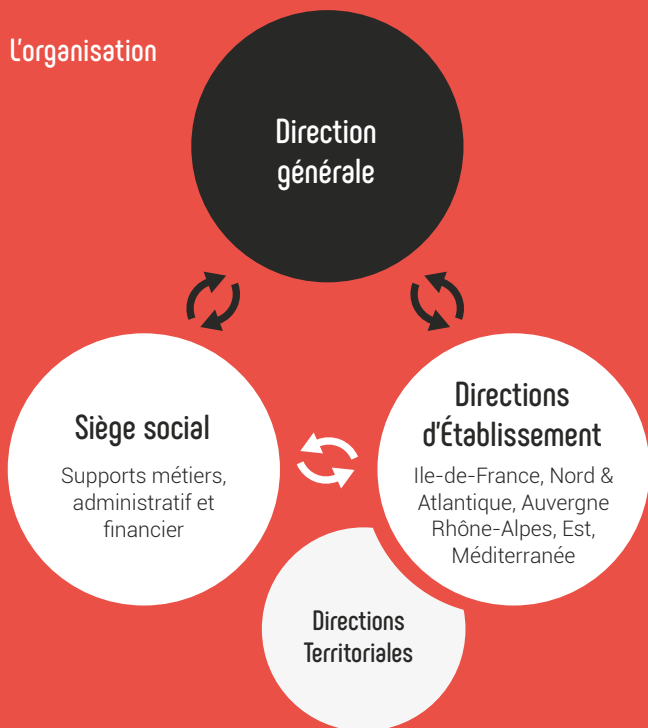 L'organisation
Direction
générale
Siège social
Supports métiers,
administratif et
financier
Directions
d'Établissement
Ile-de-France, Nord &
Atlantique, Auvergne
Rhône-Alpes, Est,
Méditerranée
Directions
Territoriales